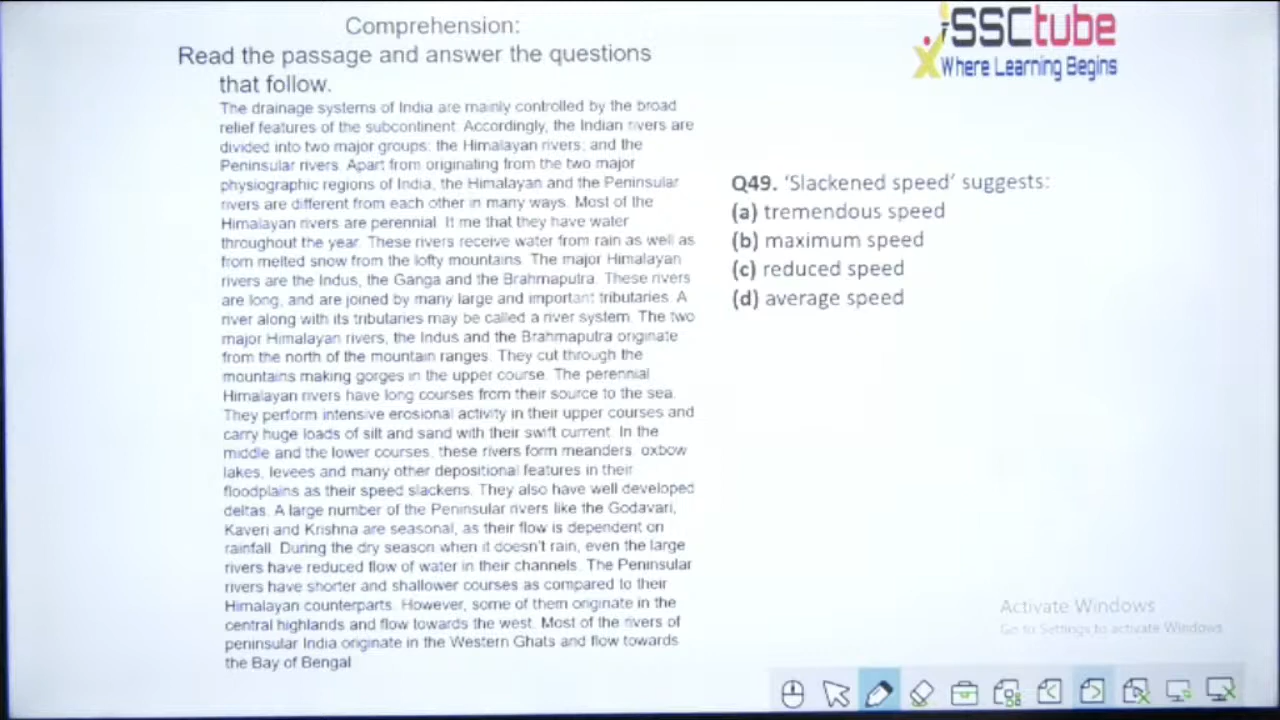 Comprehension:
Read the passage and answer the questions
that follow.
The drainage systems of India are mainly controlled by the broad
relief features of the subcontinent. Accordingly, the Indian rivers are
divided into two major groups: the Himalayan rivers; and the
Peninsular rivers. Apart from originating from the two major
physiographic regions of India, the Himalayan and the Peninsular
rivers are different from each other in many ways. Most of the
Himalayan rivers are perennial. It me that they have water
throughout the year. These rivers receive water from rain as well as
from melted snow from the lofty mountains. The major Himalayan
rivers are the Indus, the Ganga and the Brahmaputra. These rivers
are long, and are joined by many large and important tributaries. A
river along with its tributaries may be called a river system. The two
major Himalayan rivers, the Indus and the Brahmaputra originate
from the north of the mountain ranges. They cut through the
mountains making gorges in the upper course. The perennial
Himalayan rivers have long courses from their source to the sea.
They perform intensive erosional activity in their upper courses and
carry huge loads of silt and sand with their swift current. In the
middle and the lower courses, these rivers form meanders, oxbow
lakes, levees and many other depositional features in their
floodplains as their speed slackens. They also have well developed
deltas. A large number of the Peninsular rivers like the Godavari,
Kaveri and Krishna are seasonal, as their flow is dependent on
rainfall. During the dry season when it doesn't rain, even the large
rivers have reduced flow of water in their channels. The Peninsular
rivers have shorter and shallower courses as compared to their
Himalayan counterparts. However, some of them originate in the
central highlands and flow towards the west. Most of the rivers of
peninsular India originate in the Western Ghats and flow towards
the Bay of Bengal
SSCtube
Where Learning Begins
Q49. 'Slackened speed' suggests:
(a) tremendous speed
(b) maximum speed
(c) reduced speed
(d) average speed
Activate Windows
Go to Settings to activate Windows.